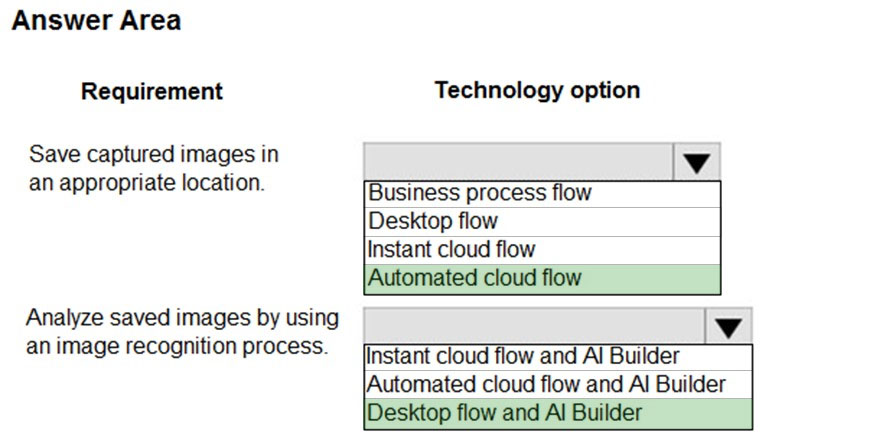 Answer Area
Requirement
Technology option
Save captured images in
an appropriate location.
Business process flow
Desktop flow
Instant cloud flow
Automated cloud flow
Analyze saved images by using
an image recognition process.
Instant cloud flow and AI Builder
Automated cloud flow and AI Builder
Desktop flow and AI Builder